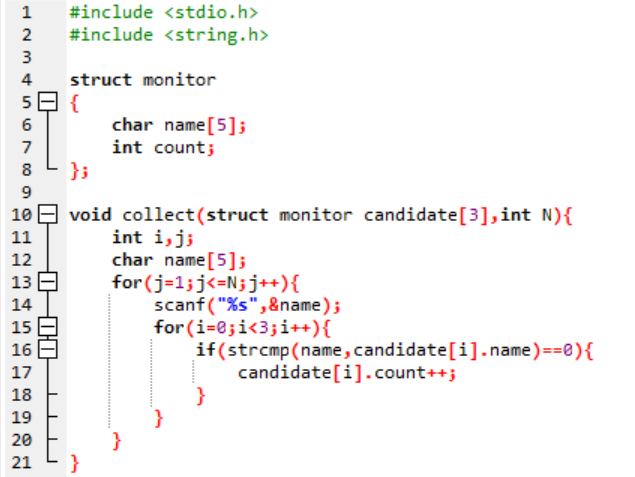 1 #include <stdio.h>
2 #include <string.h>
3
4 struct monitor
5 {
6 char name[5];
7 int count;
8 };
9
10 void collect(struct monitor candidate[3],int N){
11 int i,j;
12 char name[5];
13 for(j=1;j<=N;j++){
14 scanf("%s",&name);
15 for(i=0;i<3;i++){
16 if(strcmp(name,candidate[i].name)==0){
17 candidate[i].count++;
18 }
19 }
20 }
21 }